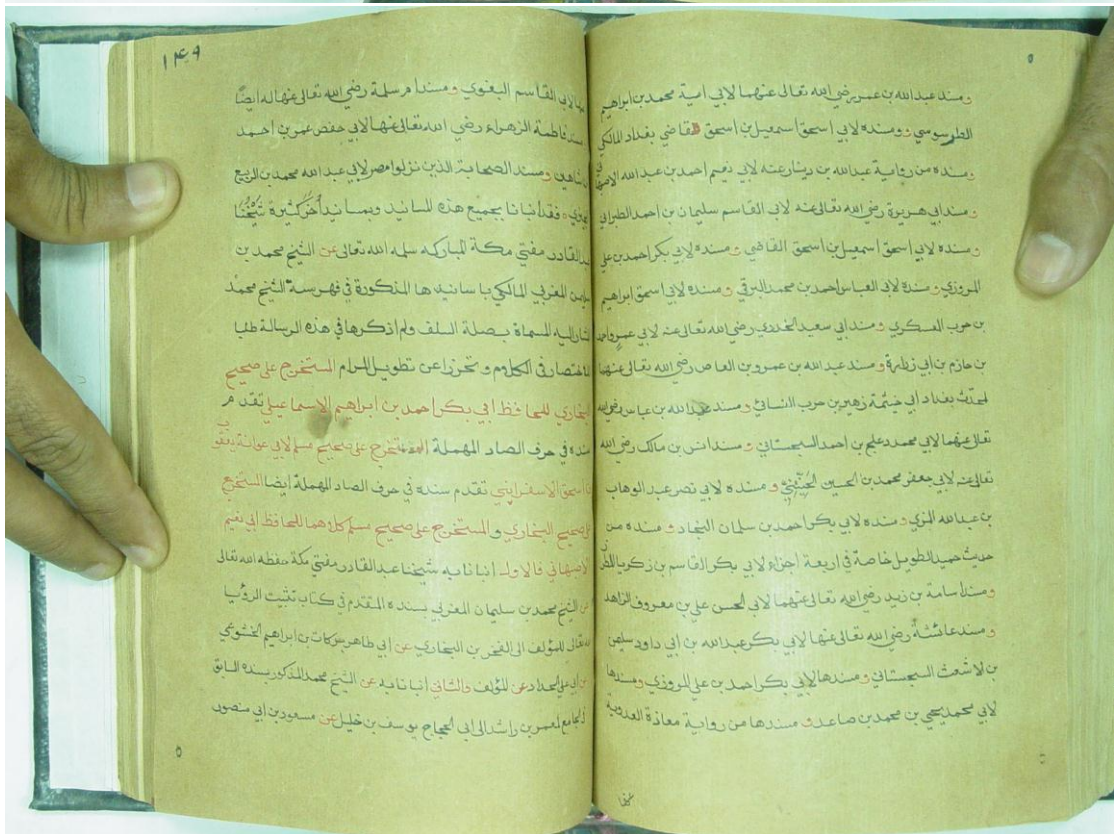 ومسند عبد الله بن عمر رضي الله تعالى عنهما لابي امية محمد بن ابراهيم
الطرسوسي ومسنده لابي اسحق اسمعيل بن اسحق قاضي بغداد المالكي
ومسنده من رواية عبد الله بن دينار عنه لابي نعيم احمد بن عبد الله الاصبهاني
ومسند ابي هريرة رضي الله تعالى عنه لابي القاسم سليمان بن احمد الطبراني
ومسنده لابي اسحق اسمعيل بن اسحق القاضي ومسنده لابي بكر احمد بن علي
المروزي ومسنده لابي العباس احمد بن محمد البرقي ومسنده لابي اسحق ابراهيم
بن حرب العسكري ومسند ابي سعيد الخدري رضي الله تعالى عنه لابي عمرو احمد
بن حازم بن ابي غرزة ومسند عبد الله بن عمرو بن العاص رضي الله تعالى عنهما
لمحدث بغداد ابي خيثمة زهير بن حرب النسائي ومسند عبد الله بن عباس رضي الله
تعالى عنهما لابي محمد دعلج بن احمد السجستاني ومسند انس بن مالك رضي الله
تعالى عنه لابي جعفر محمد بن الحسين الحنيني ومسنده لابي نصر عبد الوهاب
بن عبد الله المزي ومسنده لابي بكر احمد بن سلمان النجاد ومسنده من
حديث حميد الطويل خاصة في اربعة اجزاء لابي بكر القاسم بن زكريا المطرز
ومسند اسامة بن زيد رضي الله تعالى عنهما لابي الحسن علي بن معروف الزاهد
ومسند عائشة رضي الله تعالى عنها لابي بكر عبد الله بن ابي داود سليمن
بن الاشعث السجستاني ومسندها لابي بكر احمد بن علي المروزي ومسندها
لابي محمد يحيى بن محمد بن صاعد ومسندها من رواية معاذة العدوية
عنها
١٤٩
عنها لابي القاسم البغوي ومسند ام سلمة رضي الله تعالى عنها له ايضا
مسند فاطمة الزهراء رضي الله تعالى عنها لابي حفص عمر بن احمد
بن شاهين ومسند الصحابة الذين نزلوا مصر لابي عبد الله محمد بن الربيع
الجيزي فقد انبانا بجميع هذه المسانيد وبمسانيد اخر كثيرة شيخنا
عبد القادر مفتي مكة المباركه سلمه الله تعالى عن الشيخ محمد بن
سليمن المغربي المالكي باسانيدها المذكورة في فهرسة الشيخ محمد
المشار اليه المسماة بصلة السلف ولم اذكرها في هذه الرسالة طلبا
للاختصار في الكلام وتحرزا عن تطويل المرام المستخرج على صحيح
البخاري للحافظ ابي بكر احمد بن ابراهيم الاسماعيلي تقدم
سنده في حرف الصاد المهملة المستخرج على صحيح مسلم لابي عوانة يعقوب
بن اسحق الاسفرايني تقدم سنده في حرف الصاد المهملة ايضا المستخرج
على صحيح البخاري والمستخرج على صحيح مسلم كلاهما للحافظ ابي نعيم
الاصبهاني فالاول انبانا به شيخنا عبد القادر مفتي مكة حفظه الله تعالى
عن الشيخ محمد بن سليمان المغربي بسنده المتقدم في كتاب تثبيت الرؤيا
لله تعالى للمؤلف الى الفخر بن البخاري عن ابي طاهر بركات بن ابراهيم الخشوعي
عن ابي علي الحداد عن المؤلف والثاني انبانا به عن الشيخ محمد المذكور بسنده السابق
في الجامع لمعمر بن راشد الى ابي الحجاج يوسف بن خليل عن مسعود بن ابي منصور